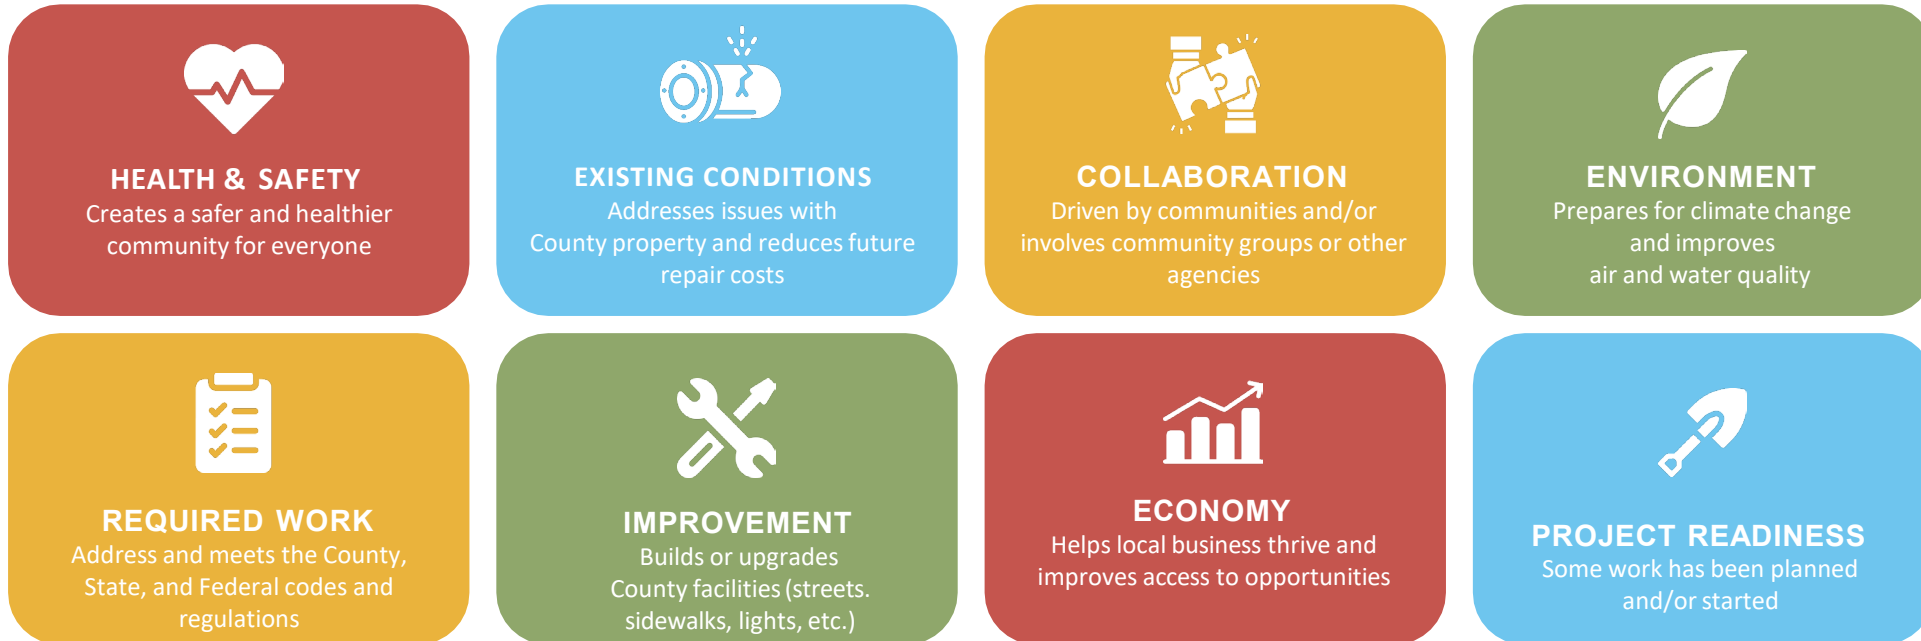 HEALTH & SAFETY
Creates a safer and healthier
community for everyone
EXISTING CONDITIONS
Addresses issues with
County property and reduces future
repair costs
COLLABORATION
Driven by communities and/or
involves community groups or other
agencies
ENVIRONMENT
Prepares for climate change
and improves
air and water quality
REQUIRED WORK
Address and meets the County,
State, and Federal codes and
regulations
IMPROVEMENT
Builds or upgrades
County facilities (streets.
sidewalks, lights, etc.)
ECONOMY
Helps local business thrive and
improves access to opportunities
PROJECT READINESS
Some work has been planned
and/or started